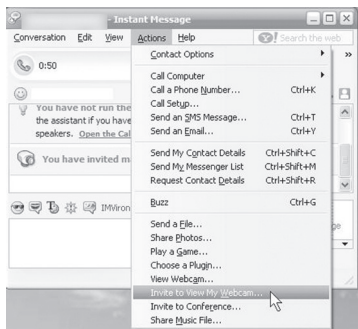 - Instant Message
Conversation Edit View Actions Help Search the web
0:50
You have not run the
the assistant if you have
speakers. Open the Cal
You have invited m
IMViron
Contact Options
Call Computer
Call a Phone Number... Ctrl+K
Call Setup...
Send an SMS Message... Ctrl+T
Send an Email... Ctrl+Y
Send My Contact Details Ctrl+Shift+C
Send My Messenger List Ctrl+Shift+M
Request Contact Details Ctrl+Shift+R
Buzz Ctrl+G
Send a File...
Share Photos...
Play a Game...
Choose a Plugin...
View Webcam...
Invite to View My Webcam...
Invite to Conference...
Share Music File...